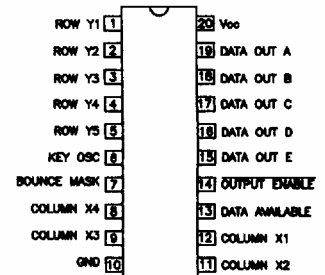 ROW Y1 1
ROW Y2 2
ROW Y3 3
ROW Y4 4
ROW Y5 5
KEY OSC 6
BOUNCE MASK 7
COLUMN X4 8
COLUMN X3 9
GND 10
20 Vcc
19 DATA OUT A
18 DATA OUT B
17 DATA OUT C
16 DATA OUT D
15 DATA OUT E
14 OUTPUT ENABLE
13 DATA AVAILABLE
12 COLUMN X1
11 COLUMN X2